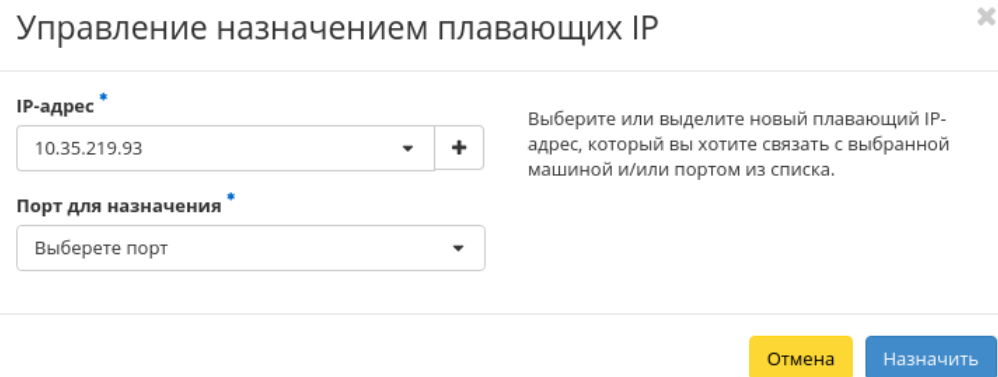 Управление назначением плавающих IP
IP-адрес *
10.35.219.93
Порт для назначения *
Выберете порт
Выберите или выделите новый плавающий IP-
адрес, который вы хотите связать с выбранной
машиной и/или портом из списка.
Отмена
Назначить